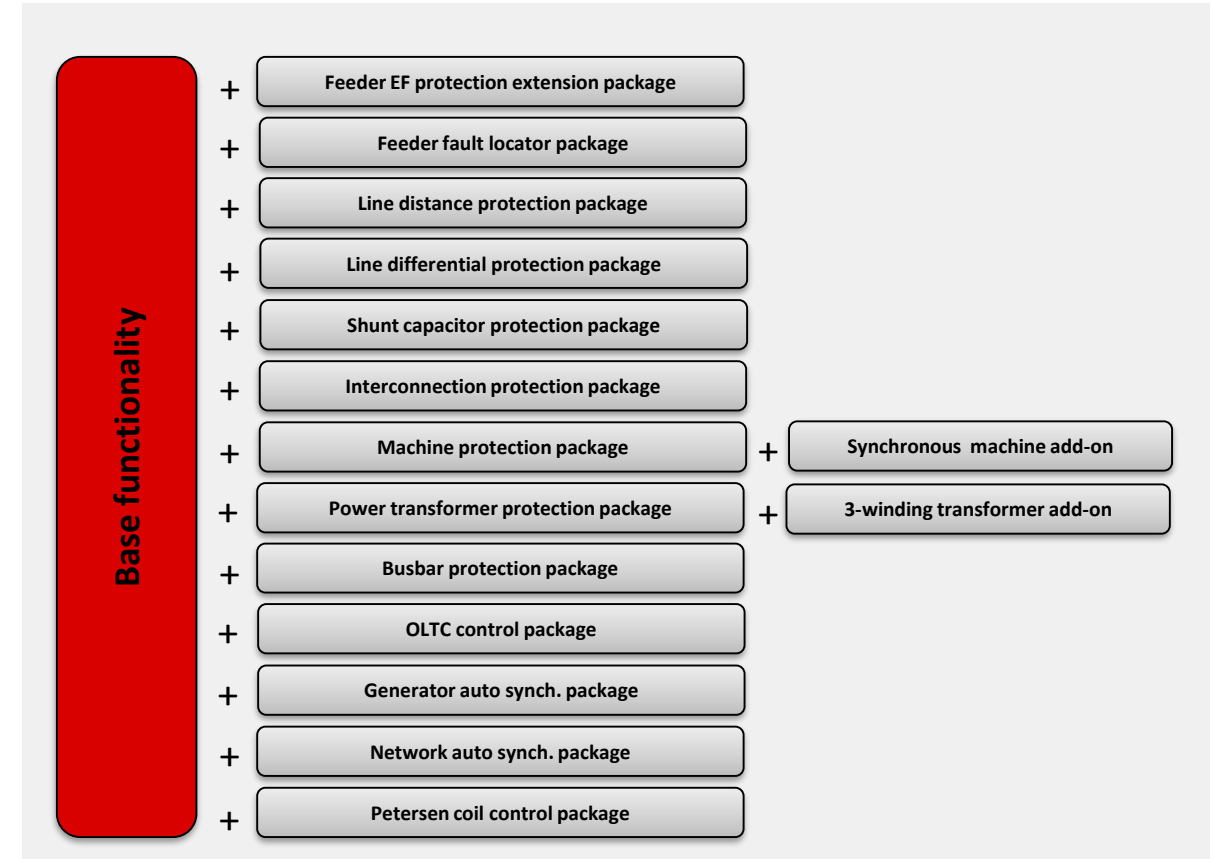 Base functionality
+ Feeder EF protection extension package
+ Feeder fault locator package
+ Line distance protection package
+ Line differential protection package
+ Shunt capacitor protection package
+ Interconnection protection package
+ Machine protection package + Synchronous machine add-on
+ Power transformer protection package + 3-winding transformer add-on
+ Busbar protection package
+ OLTC control package
+ Generator auto synch. package
+ Network auto synch. package
+ Petersen coil control package